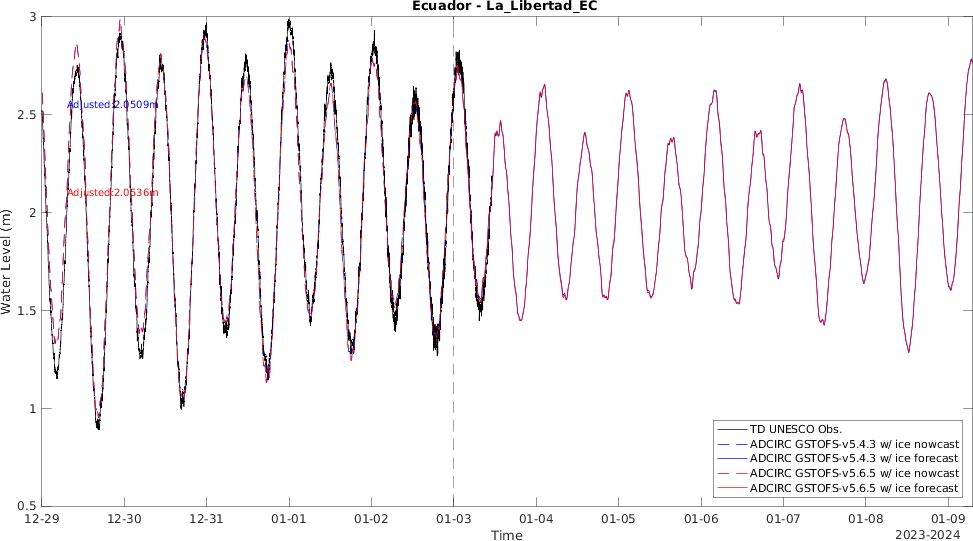 Ecuador - La_Libertad_EC
3
2.5
2
1.5
1
0.5
Water Level (m)
Adjusted:2.0509m
Adjusted:2.0536m
TD UNESCO Obs.
ADCIRC GSTOFS-v5.4.3 w/ ice nowcast
ADCIRC GSTOFS-v5.4.3 w/ ice forecast
ADCIRC GSTOFS-v5.6.5 w/ ice nowcast
ADCIRC GSTOFS-v5.6.5 w/ ice forecast
12-29 12-30 12-31 01-01 01-02 01-03 01-04 01-05 01-06 01-07 01-08 01-09
Time
2023-2024